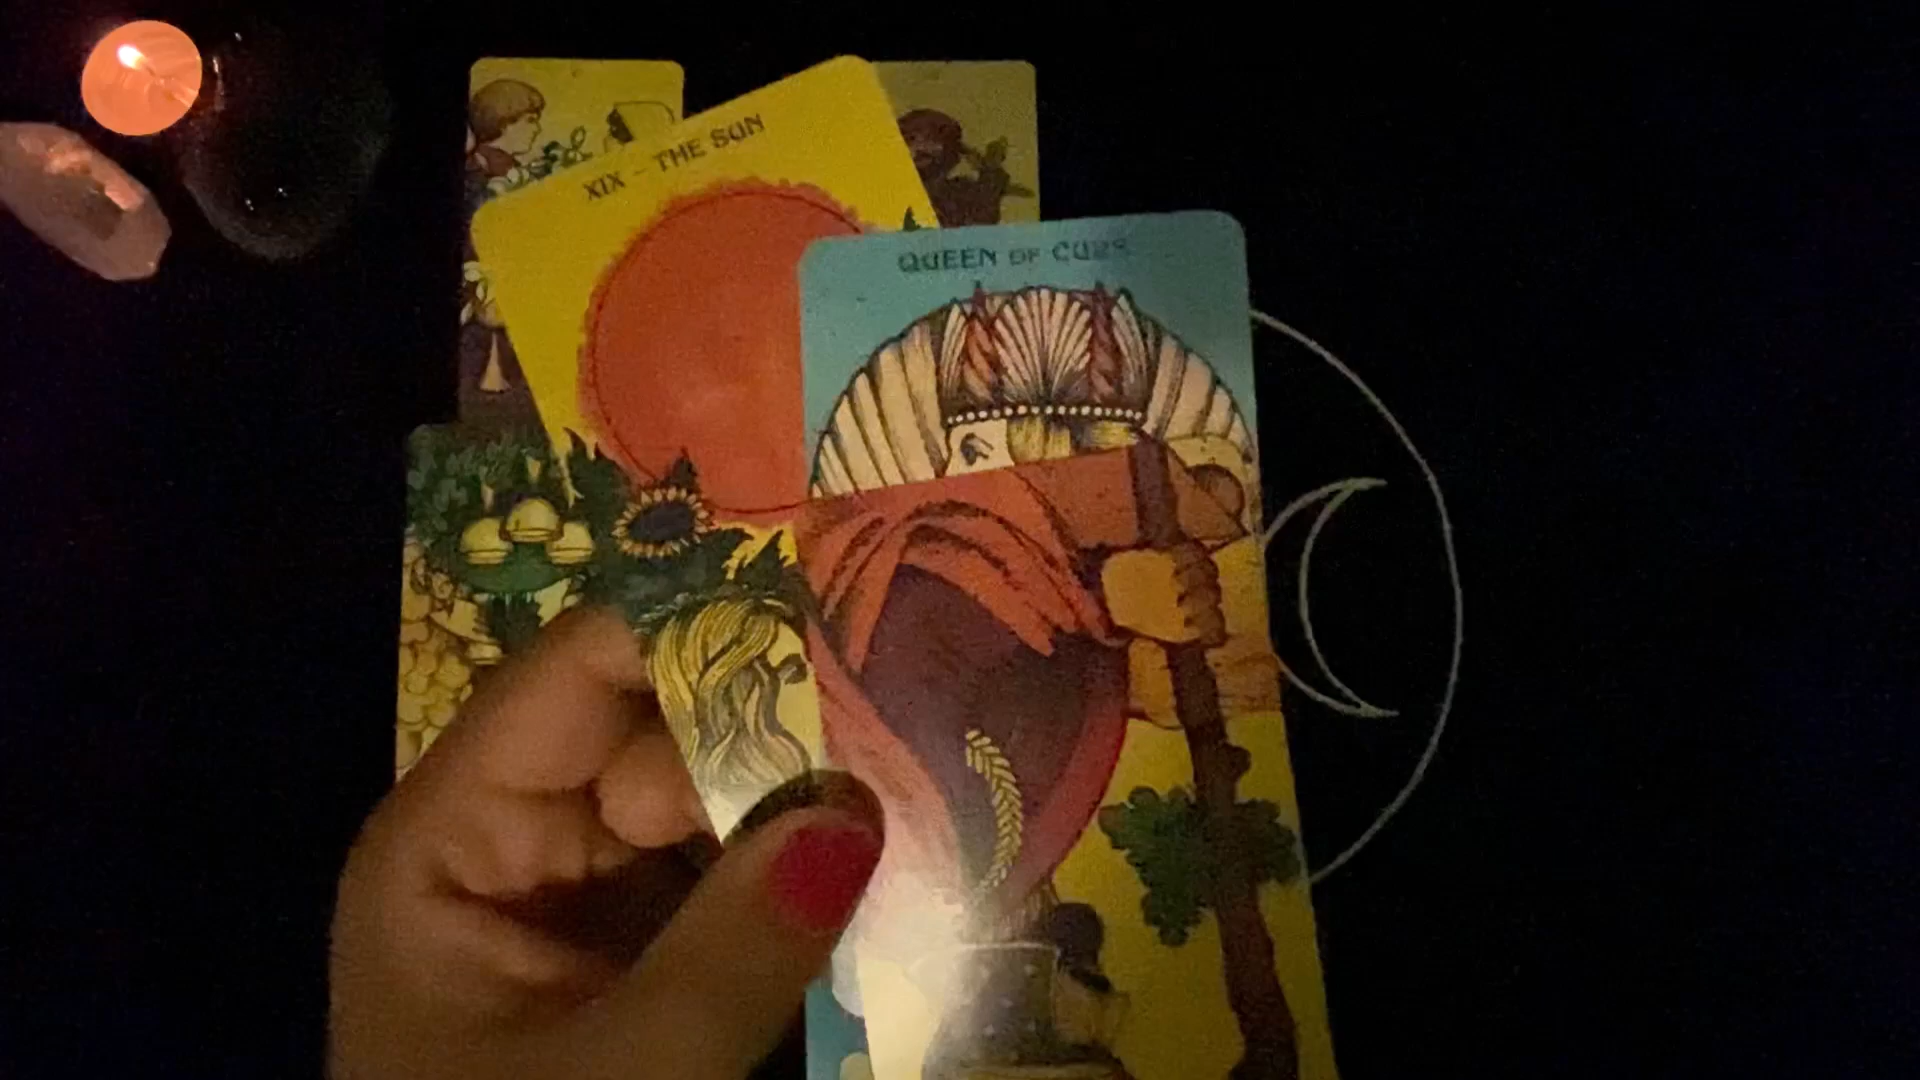 XIX – THE SUN
QUEEN OF CUPS